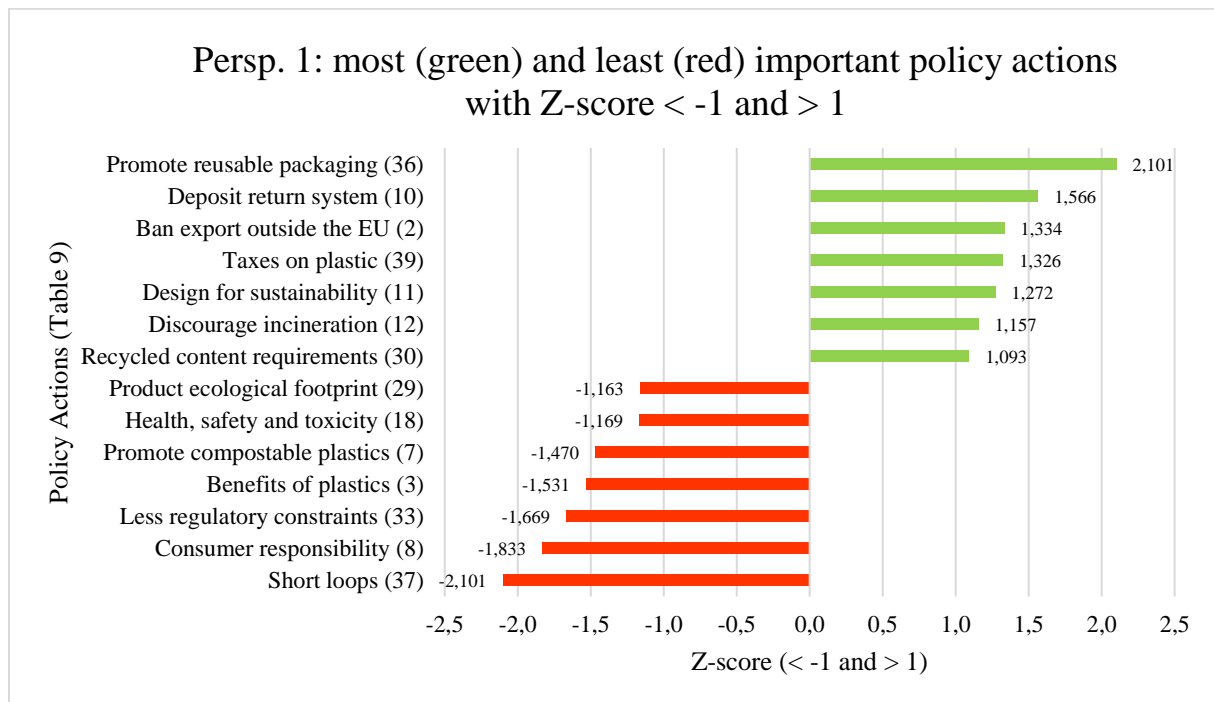 Persp. 1: most (green) and least (red) important policy actions
with Z-score < -1 and > 1
Policy Actions (Table 9)
Promote reusable packaging (36)
2,101
Deposit return system (10)
1,566
Ban export outside the EU (2)
1,334
Taxes on plastic (39)
1,326
Design for sustainability (11)
1,272
Discourage incineration (12)
1,157
Recycled content requirements (30)
1,093
Product ecological footprint (29)
-1,163
Health, safety and toxicity (18)
-1,169
Promote compostable plastics (7)
-1,470
Benefits of plastics (3)
-1,531
Less regulatory constraints (33)
-1,669
Consumer responsibility (8)
-1,833
Short loops (37)
-2,101
-2,5 -2,0 -1,5 -1,0 -0,5 0,0 0,5 1,0 1,5 2,0 2,5
Z-score (< -1 and > 1)